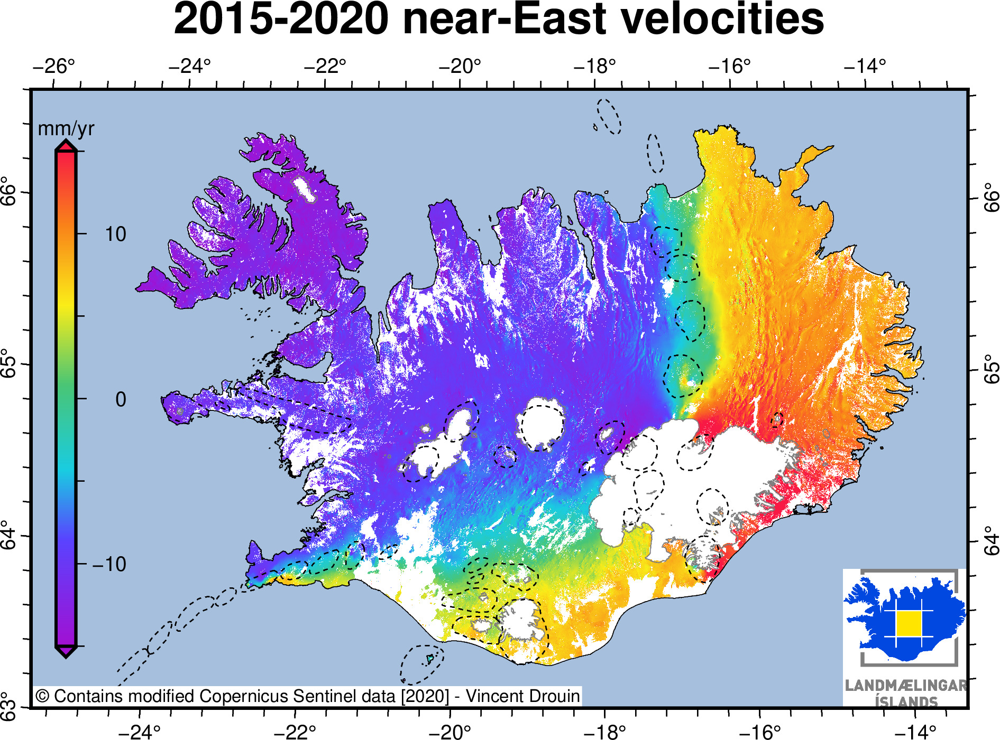 2015-2020 near-East velocities
−26° −24° −22° −20° −18° −16° −14°
mm/yr
10
0
−10
66°
65°
64°
63°
66°
65°
64°
© Contains modified Copernicus Sentinel data [2020] - Vincent Drouin
LANDMÆLINGAR
ÍSLANDS
−24° −22° −20° −18° −16° −14°